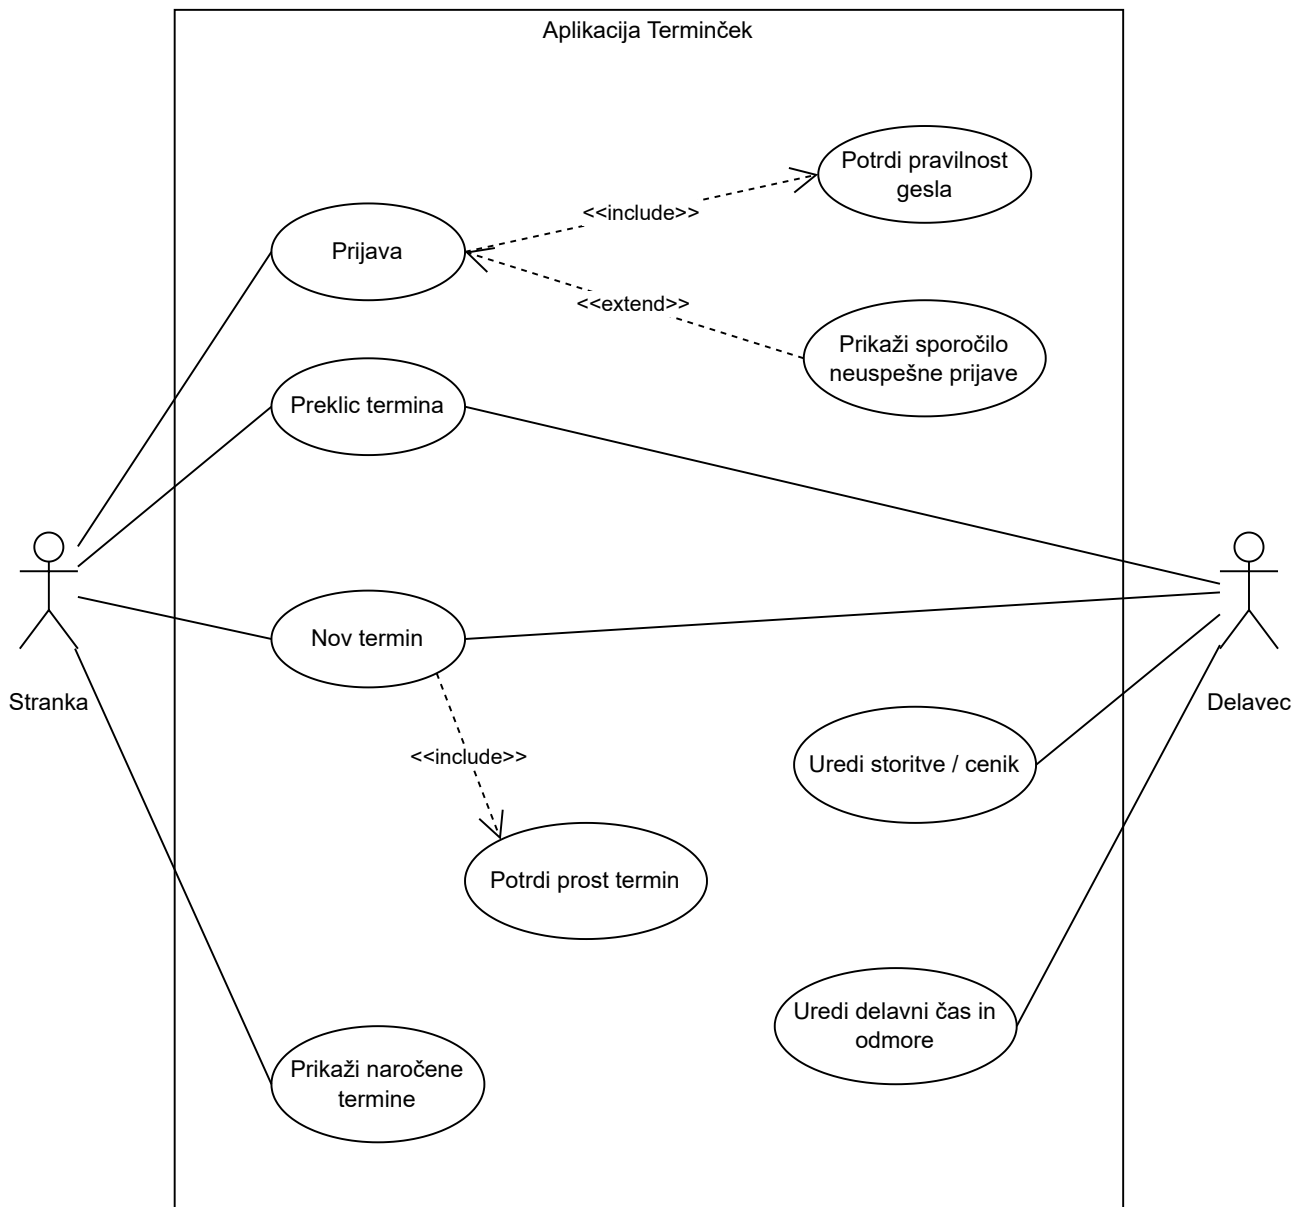 Aplikacija Terminček
Potrdi pravilnost
gesla
<<include>>
Prijava
<<extend>>
Prikaži sporočilo
neuspešne prijave
Preklic termina
Nov termin
Stranka
Delavec
<<include>>
Uredi storitve / cenik
Potrdi prost termin
Uredi delavni čas in
odmore
Prikaži naročene
termine